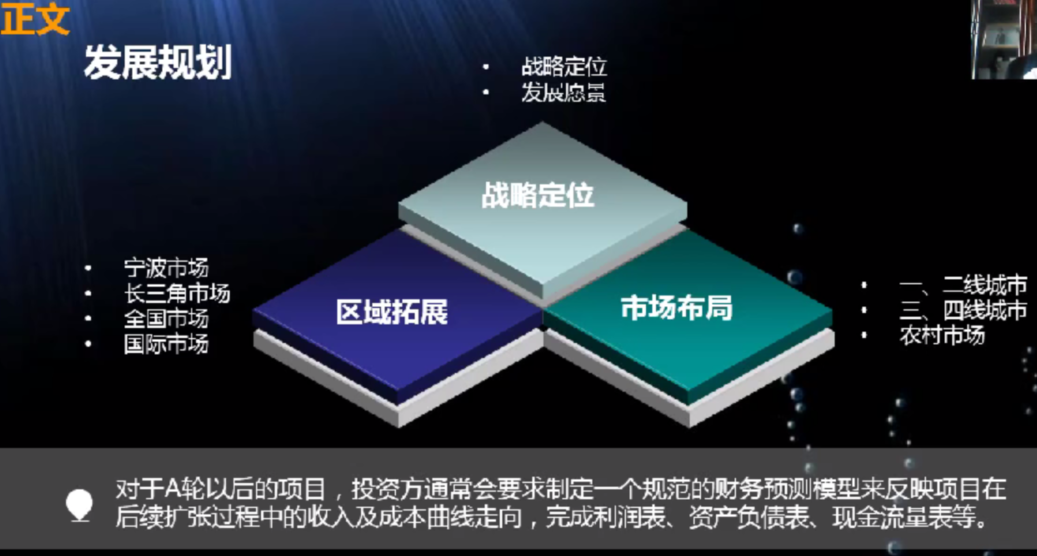 正文
发展规划
• 战略定位
• 发展愿景
战略定位
• 宁波市场
• 长三角市场
• 全国市场
• 国际市场
区域拓展
市场布局
• 一、二线城市
• 三、四线城市
• 农村市场
对于A轮以后的项目，投资方通常会要求制定一个规范的财务预测模型来反映项目在
后续扩张过程中的收入及成本曲线走向，完成利润表、资产负债表、现金流量表等。